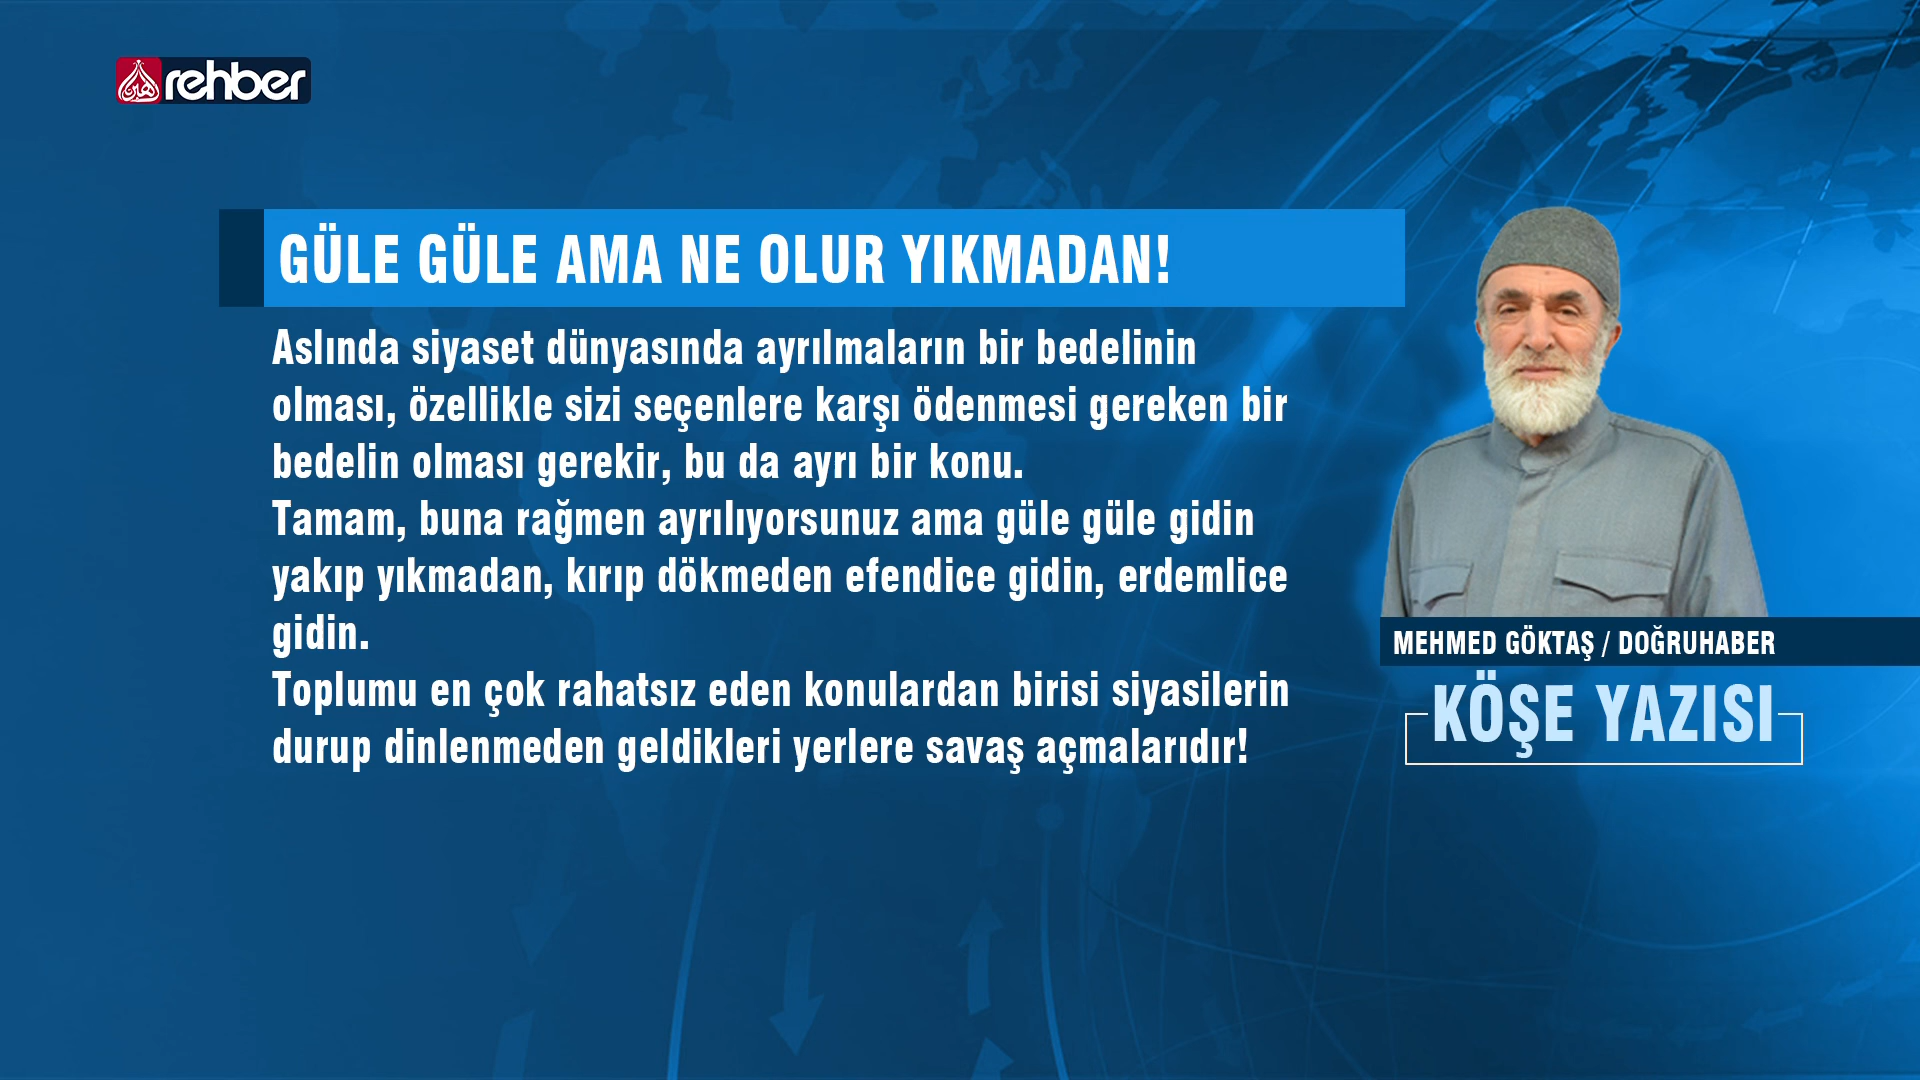 rehber
GÜLE GÜLE AMA NE OLUR YIKMADAN!
Aslında siyaset dünyasında ayrılmaların bir bedelinin
olması, özellikle sizi seçenlere karşı ödenmesi gereken bir
bedelin olması gerekir, bu da ayrı bir konu.
Tamam, buna rağmen ayrılıyorsunuz ama güle güle gidin
yakıp yıkmadan, kırıp dökmeden efendice gidin, erdemlice
gidin.
Toplumu en çok rahatsız eden konulardan birisi siyasilerin
durup dinlenmeden geldikleri yerlere savaş açmalarıdır!
MEHMED GÖKTAŞ / DOĞRUHABER
KÖŞE YAZISI